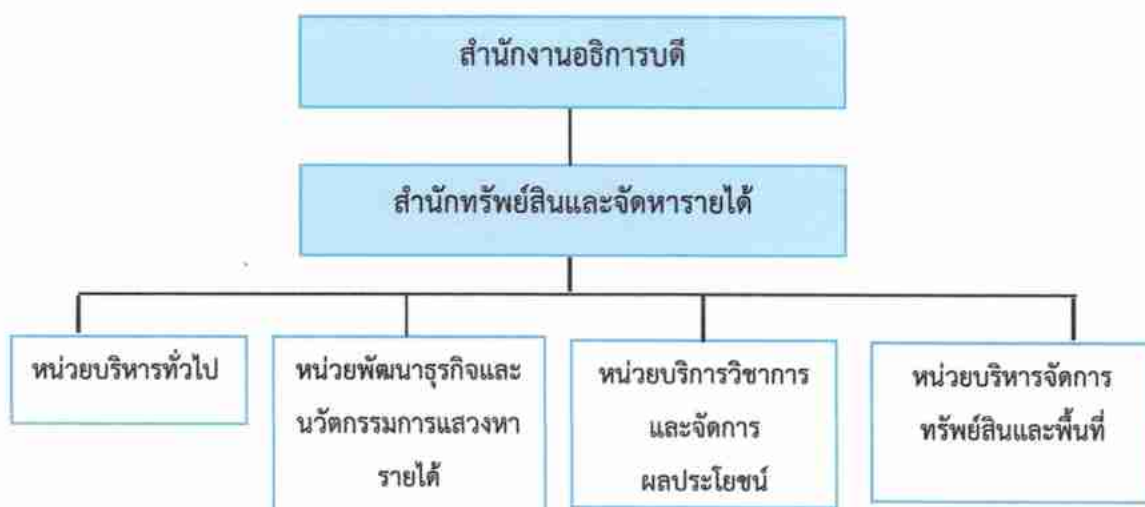 สำนักงานอธิการบดี
สำนักทรัพย์สินและจัดหารายได้
หน่วยบริหารทั่วไป
หน่วยพัฒนาธุรกิจและ
นวัตกรรมการแสวงหา
รายได้
หน่วยบริการวิชาการ
และจัดการ
ผลประโยชน์
หน่วยบริหารจัดการ
ทรัพย์สินและพื้นที่